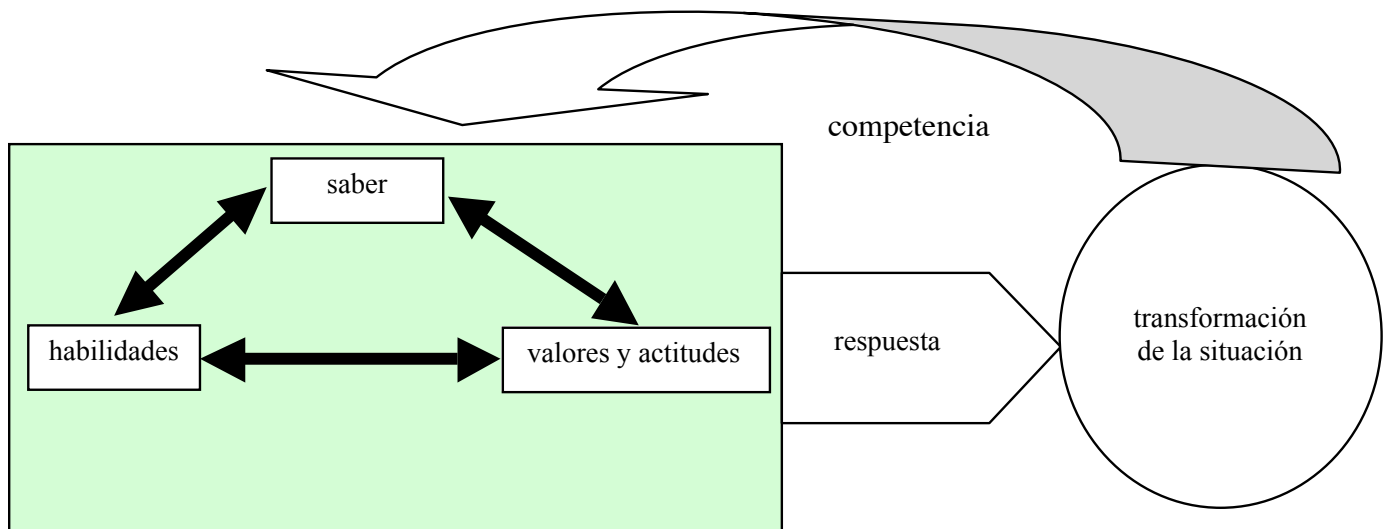 competencia
saber
habilidades
valores y actitudes
respuesta
transformación
de la situación